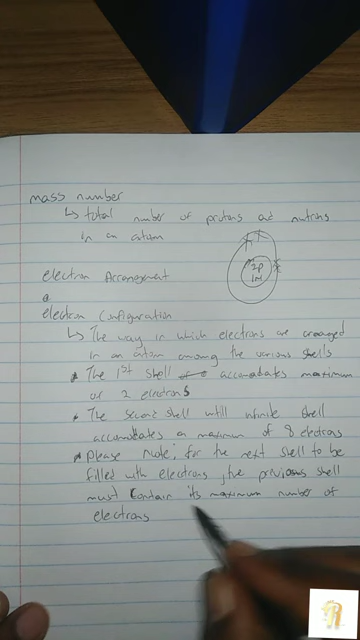 mass number
↳ total number of protons and nutrons
in an atom
2p
electron Arrangement
@
electron configuration
↳ The way in which electrons are arranged
in an atom among the various shells
* The 1st shell accomodates maximum
of 2 electrons
* The second shell until infinite shell
accomodates a maximum of 8 electrons
* Please Note, for the next shell to be
filled with electrons, the previous shell
must contain its maximum number of
electrons